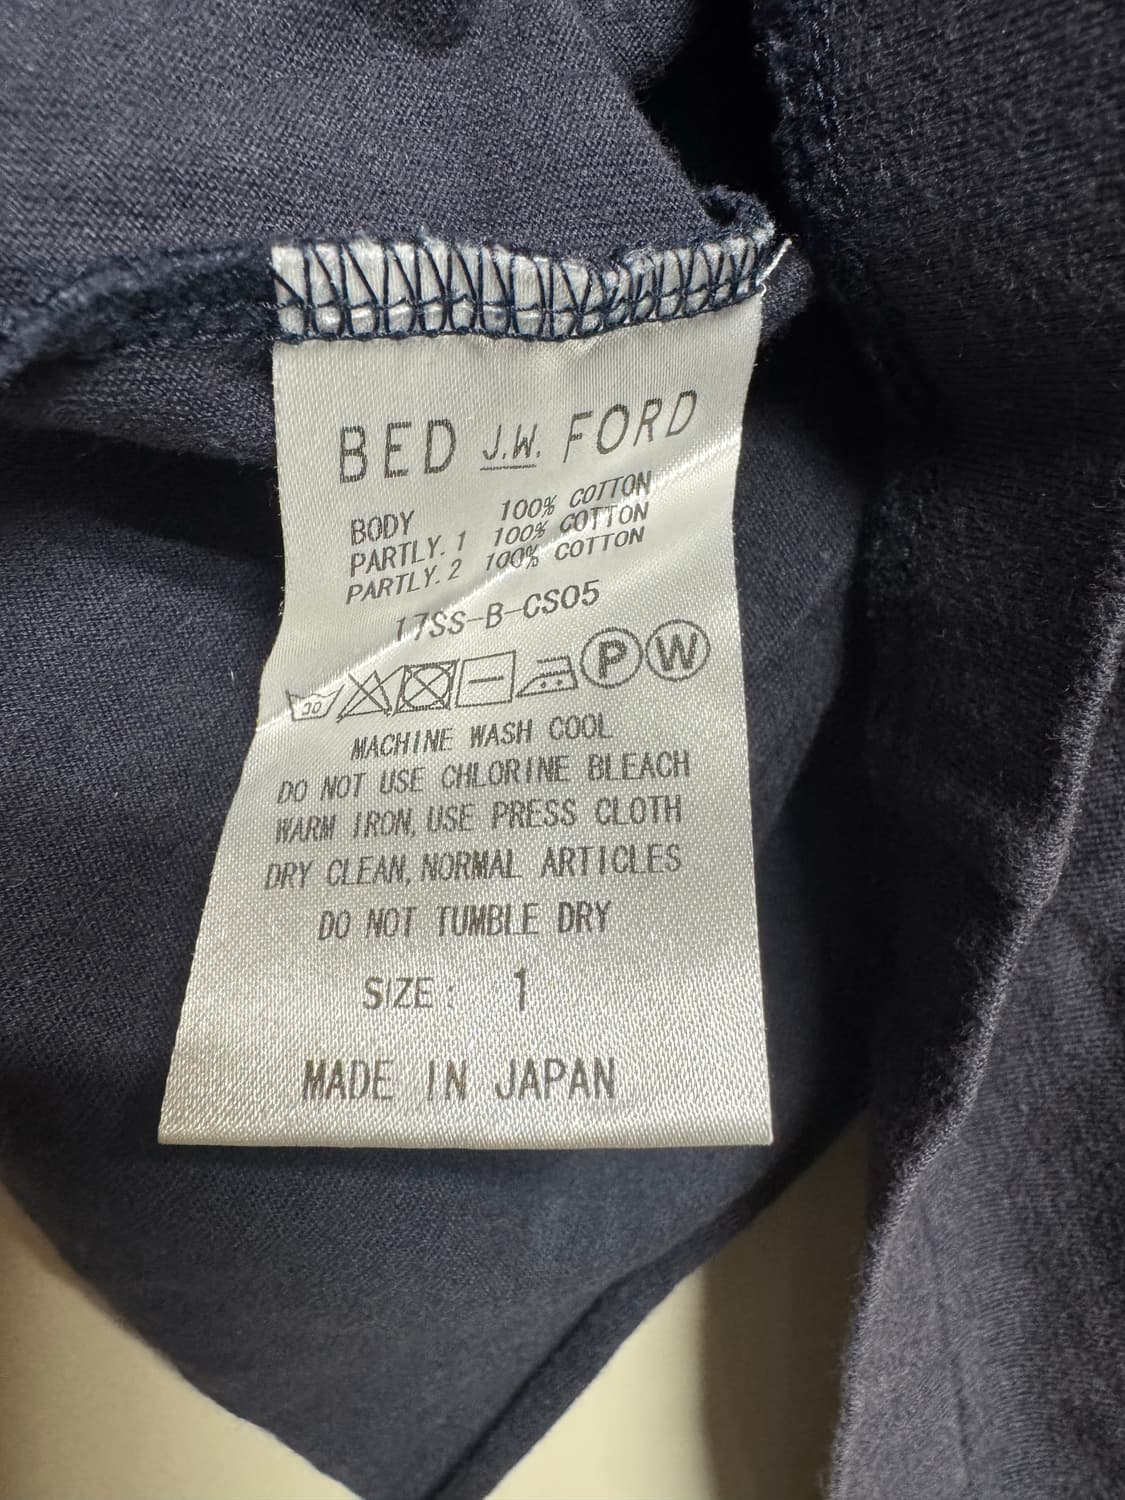 BED J.W. FORD
BODY 100% COTTON
PARTLY.1 100% COTTON
PARTLY.2 100% COTTON
17SS-B-CS05
30 P W
MACHINE WASH COOL
DO NOT USE CHLORINE BLEACH
WARM IRON, USE PRESS CLOTH
DRY CLEAN, NORMAL ARTICLES
DO NOT TUMBLE DRY
SIZE: 1
MADE IN JAPAN